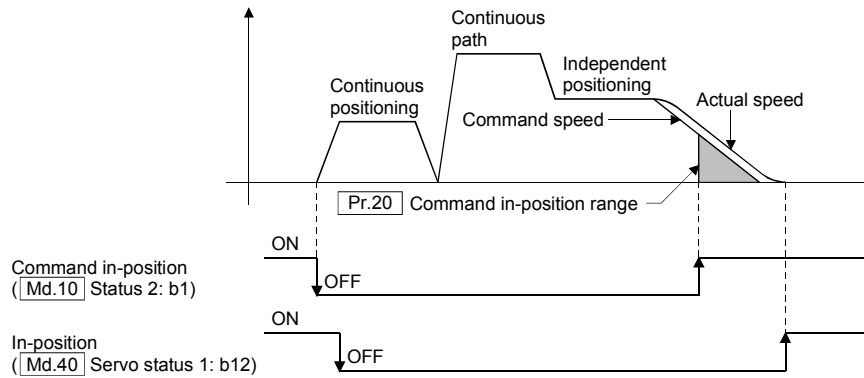 Continuous
path
Independent
positioning
Continuous
positioning
Actual speed
Command speed
Pr.20 Command in-position range
ON
Command in-position
( Md.10 Status 2: b1)
OFF
ON
In-position
( Md.40 Servo status 1: b12)
OFF